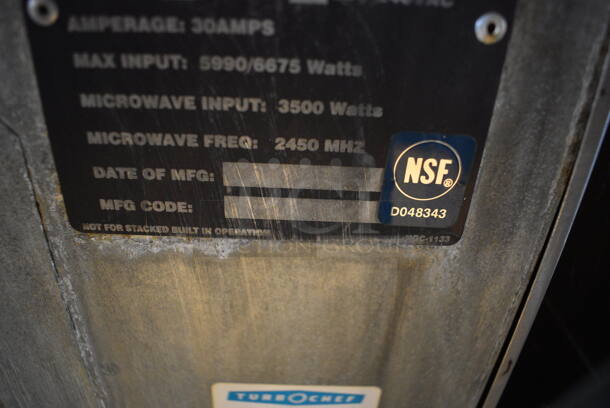 AMPERAGE: 30AMPS
MAX INPUT: 5990/6675 Watts
MICROWAVE INPUT: 3500 Watts
MICROWAVE FREQ: 2450 MHZ
DATE OF MFG:
MFG CODE:
NSF®
D048343
NOT FOR STACKED BUILT IN OPERATION
TURBOCHEF